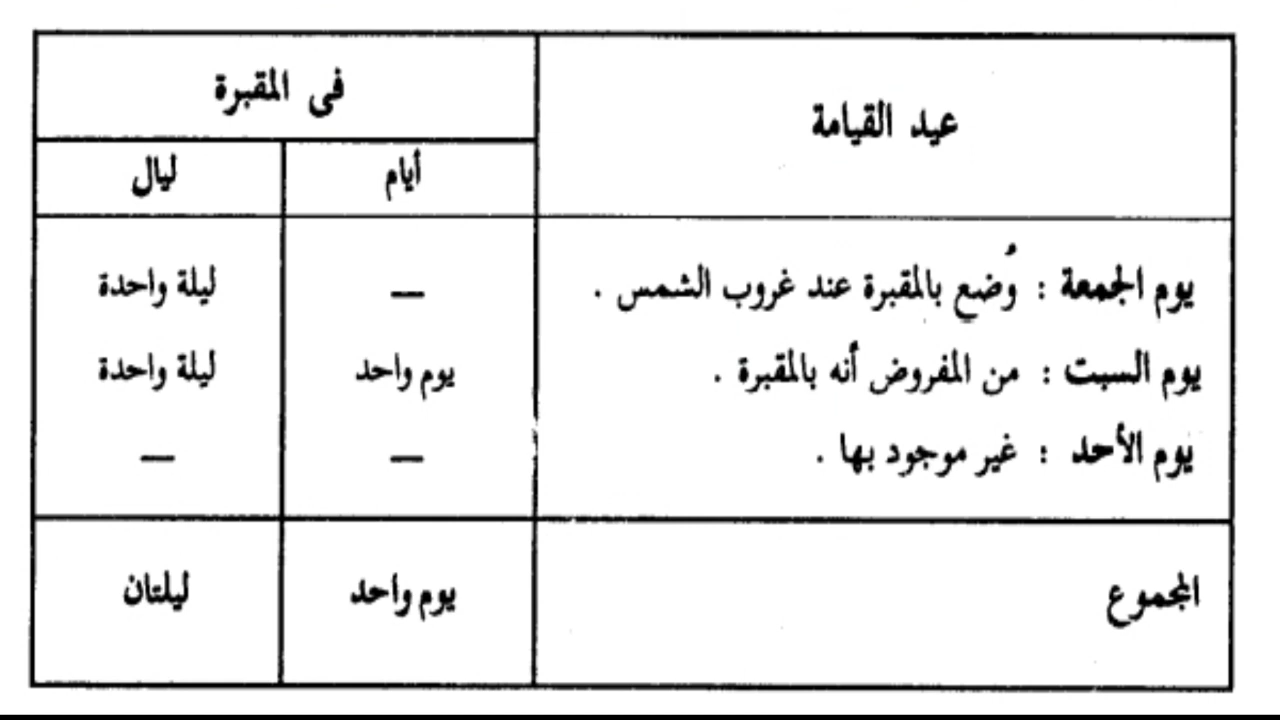 عيد القيامة
فى المقبرة
أيام
ليال
يوم الجمعة : وُضع بالمقبرة عند غروب الشمس .
—
ليلة واحدة
يوم السبت : من المفروض أنه بالمقبرة .
يوم واحد
ليلة واحدة
يوم الأحد : غير موجود بها .
—
—
المجموع
يوم واحد
ليلتان